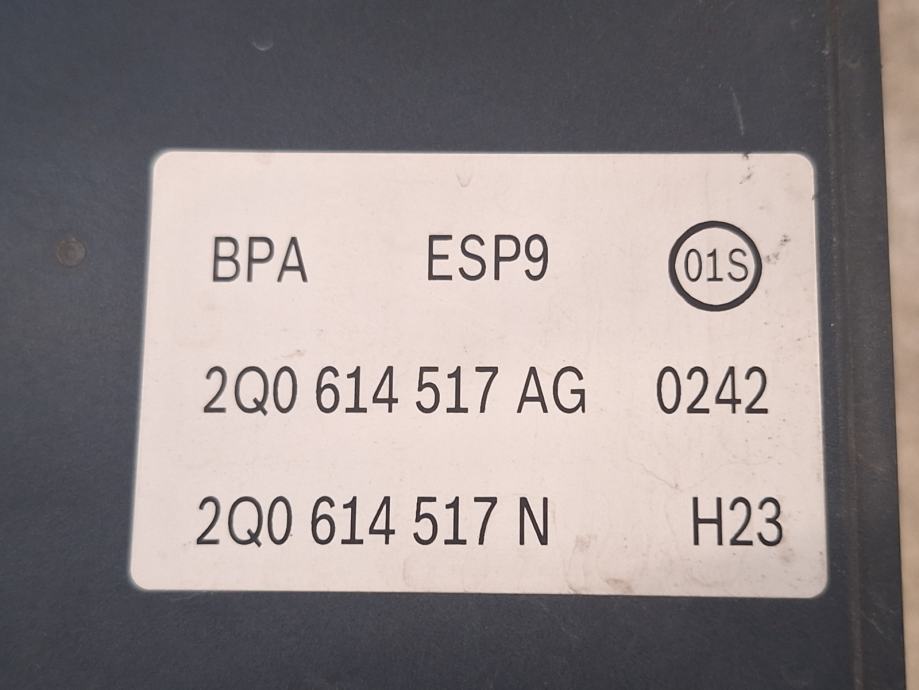 BPA ESP9 01S
2Q0 614 517 AG 0242
2Q0 614 517 N H23